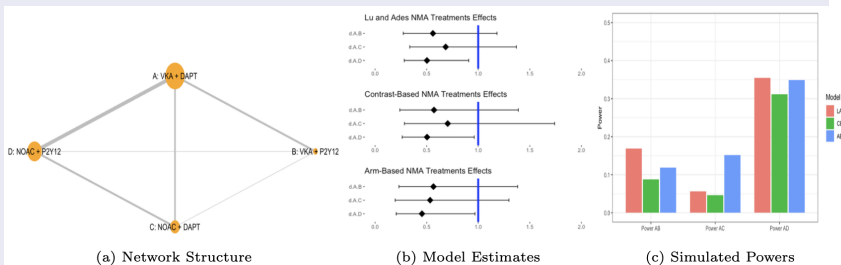 A: VKA + DAPT
D: NOAC + P2Y12
B: VKA + P2Y12
C: NOAC + DAPT
(a) Network Structure
Lu and Ades NMA Treatments Effects
d.A.B
d.A.C
d.A.D
0.0 0.5 1.0 1.5 2.0
Contrast-Based NMA Treatments Effects
d.A.B
d.A.C
d.A.D
0.0 0.5 1.0 1.5 2.0
Arm-Based NMA Treatments Effects
d.A.B
d.A.C
d.A.D
0.0 0.5 1.0 1.5 2.0
(b) Model Estimates
Power
0.5
0.4
0.3
0.2
0.1
0.0
Power AB Power AC Power AD
Model
(c) Simulated Powers